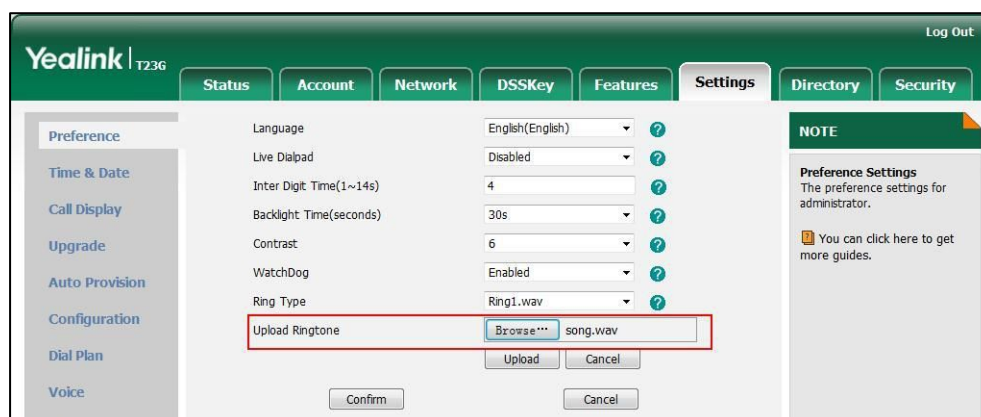 Log Out
Yealink | T23G
Status Account Network DSSKey Features Settings Directory Security
Preference
Time & Date
Call Display
Upgrade
Auto Provision
Configuration
Dial Plan
Voice
Language English(English)
Live Dialpad Disabled
Inter Digit Time(1~14s) 4
Backlight Time(seconds) 30s
Contrast 6
WatchDog Enabled
Ring Type Ring1.wav
Upload Ringtone Browse··· song.wav
Upload Cancel
Confirm Cancel
NOTE
Preference Settings
The preference settings for
administrator.
You can click here to get
more guides.